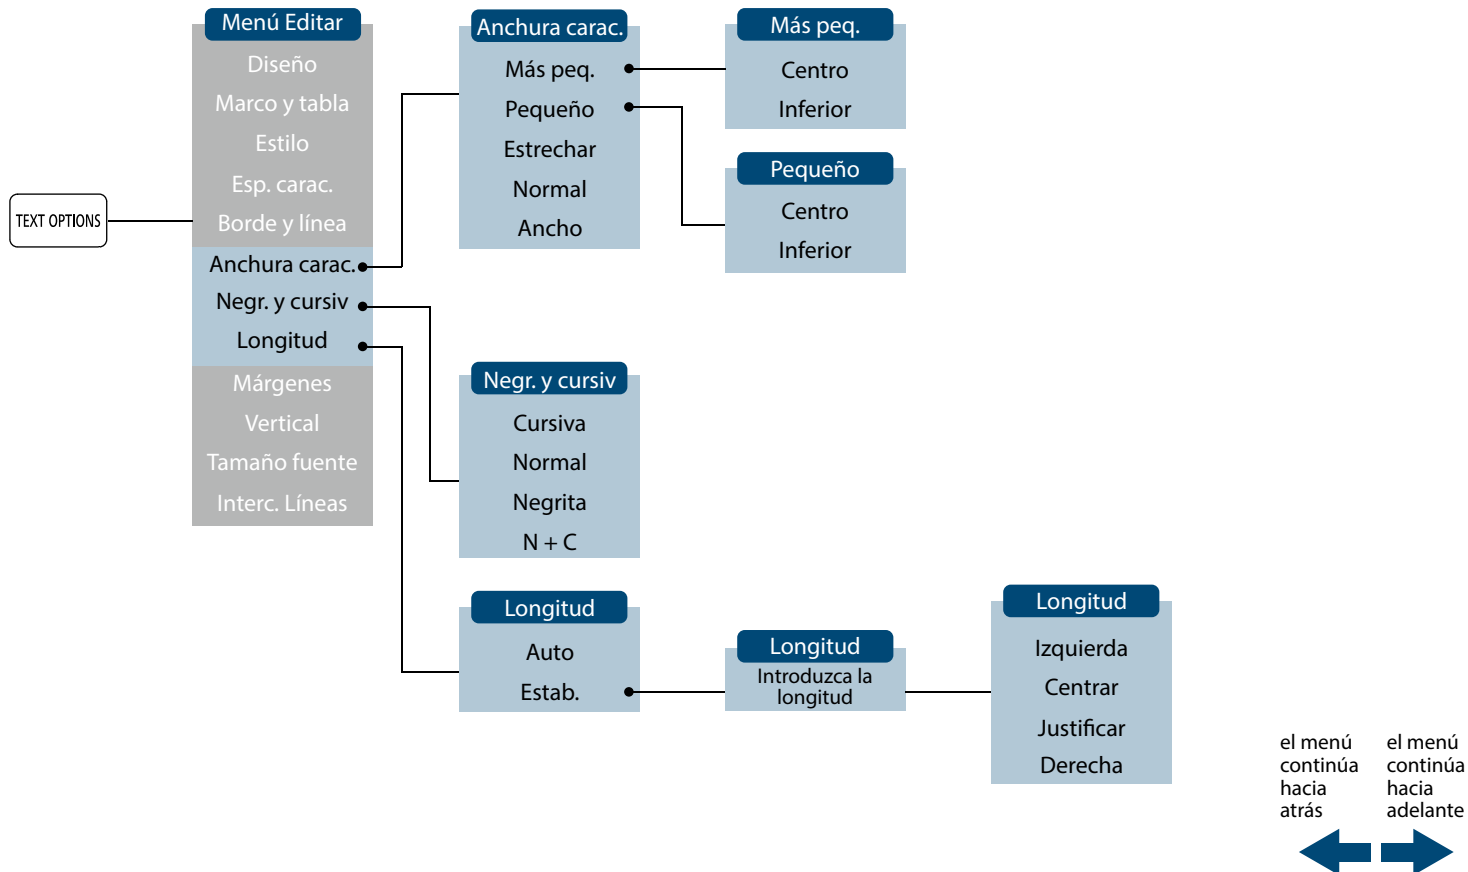 TEXT OPTIONS
Menú Editar
Diseño
Marco y tabla
Estilo
Esp. carac.
Borde y línea
Anchura carac.
Negr. y cursiv
Longitud
Márgenes
Vertical
Tamaño fuente
Interc. Líneas
Anchura carac.
Más peq.
Pequeño
Estrechar
Normal
Ancho
Más peq.
Centro
Inferior
Pequeño
Centro
Inferior
Negr. y cursiv
Cursiva
Normal
Negrita
N + C
Longitud
Auto
Estab.
Longitud
Introduzca la
longitud
Longitud
Izquierda
Centrar
Justificar
Derecha
el menú
continúa
hacia
atrás
el menú
continúa
hacia
adelante